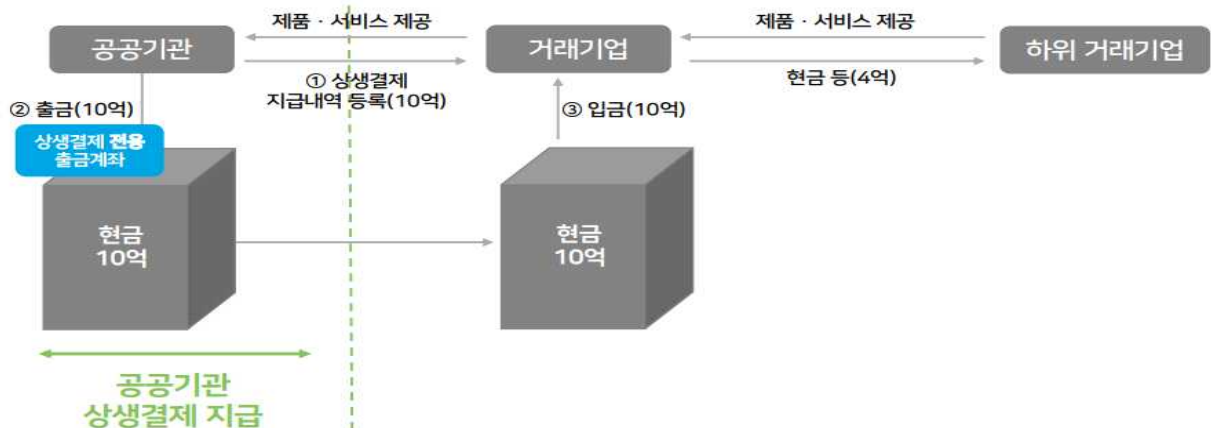 제품 · 서비스 제공
제품 · 서비스 제공
공공기관
거래기업
하위 거래기업
① 상생결제
지급내역 등록(10억)
현금 등(4억)
② 출금(10억)
③ 입금(10억)
상생결제 전용
출금계좌
현금
10억
현금
10억
공공기관
상생결제 지급